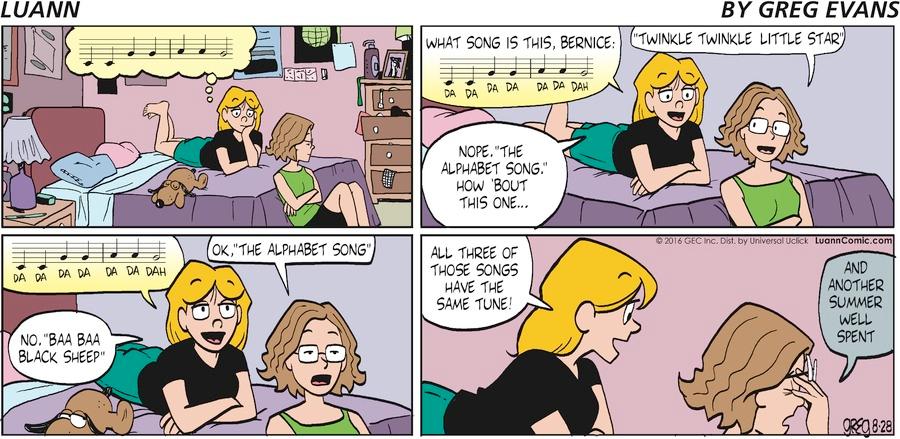 LUANN
BY GREG EVANS
WHAT SONG IS THIS, BERNICE:
DA DA DA DA DA DA DAH
"TWINKLE TWINKLE LITTLE STAR"
NOPE. "THE
ALPHABET SONG."
HOW 'BOUT
THIS ONE...
DA DA DA DA DA DA DAH
OK, "THE ALPHABET SONG"
NO. "BAA BAA
BLACK SHEEP"
© 2016 GEC Inc. Dist. by Universal Uclick LuannComic.com
ALL THREE OF
THOSE SONGS
HAVE THE
SAME TUNE!
AND
ANOTHER
SUMMER
WELL
SPENT
GREG 8·28